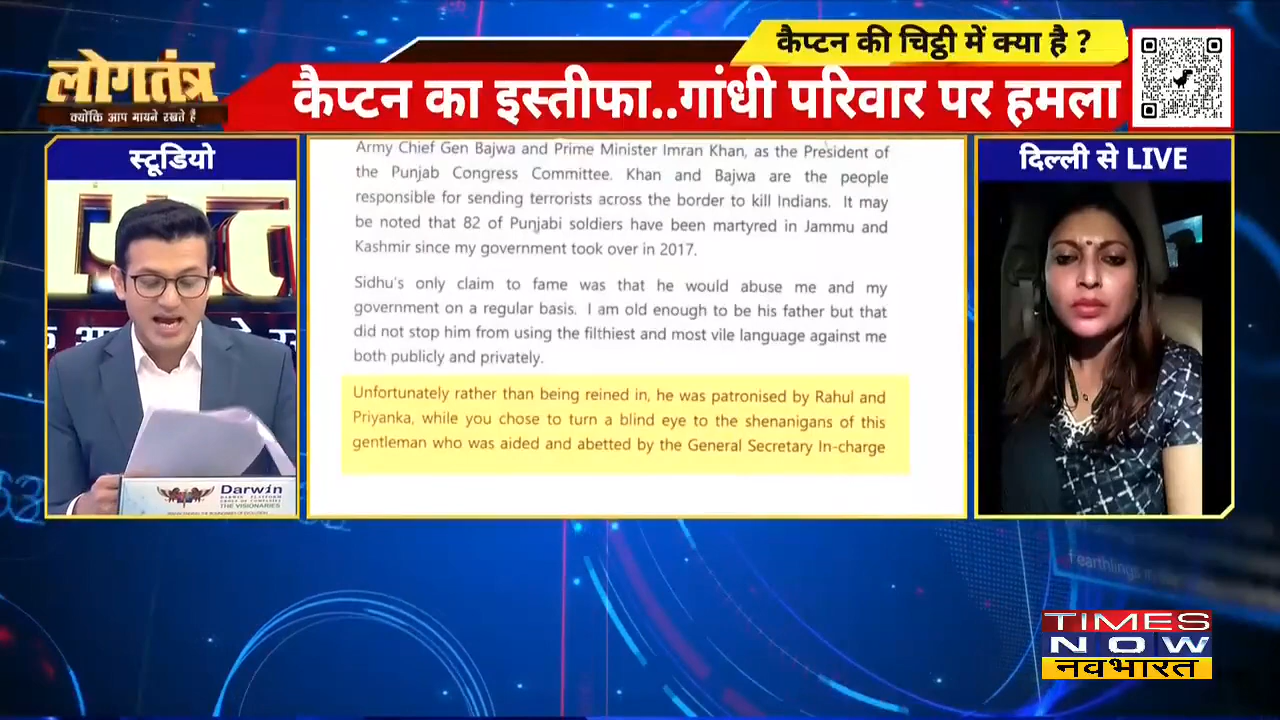 कैप्टन की चिट्ठी में क्या है ?
लोगतंत्र
क्योंकि आप मायने रखते हैं
कैप्टन का इस्तीफा..गांधी परिवार पर हमला
स्टूडियो
दिल्ली से LIVE
Army Chief Gen Bajwa and Prime Minister Imran Khan, as the President of
the Punjab Congress Committee. Khan and Bajwa are the people
responsible for sending terrorists across the border to kill Indians. It may
be noted that 82 of Punjabi soldiers have been martyred in Jammu and
Kashmir since my government took over in 2017.
Sidhu's only claim to fame was that he would abuse me and my
government on a regular basis. I am old enough to be his father but that
did not stop him from using the filthiest and most vile language against me
both publicly and privately.
Unfortunately rather than being reined in, he was patronised by Rahul and
Priyanka, while you chose to turn a blind eye to the shenanigans of this
gentleman who was aided and abetted by the General Secretary In-charge
Darwin
DARWIN PLATFORM
GROUP OF COMPANIES
THE VISIONARIES
earthlings
TIMES
NOW
नवभारत